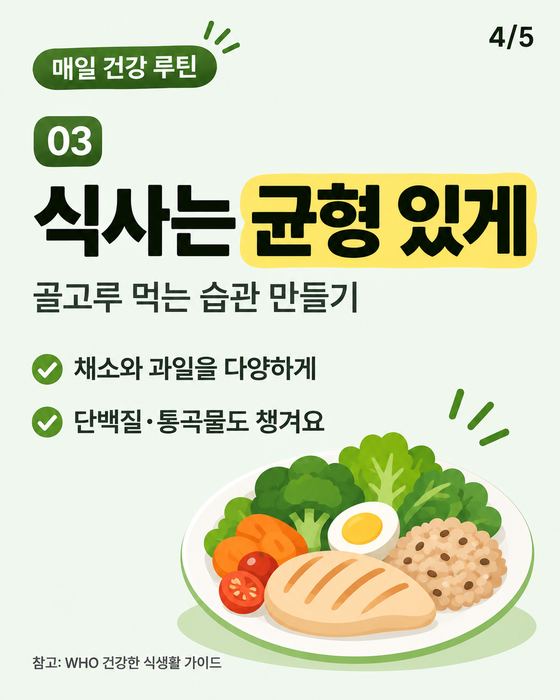 매일 건강 루틴
4/5
03
식사는 균형 있게
골고루 먹는 습관 만들기
채소와 과일을 다양하게
단백질·통곡물도 챙겨요
참고: WHO 건강한 식생활 가이드